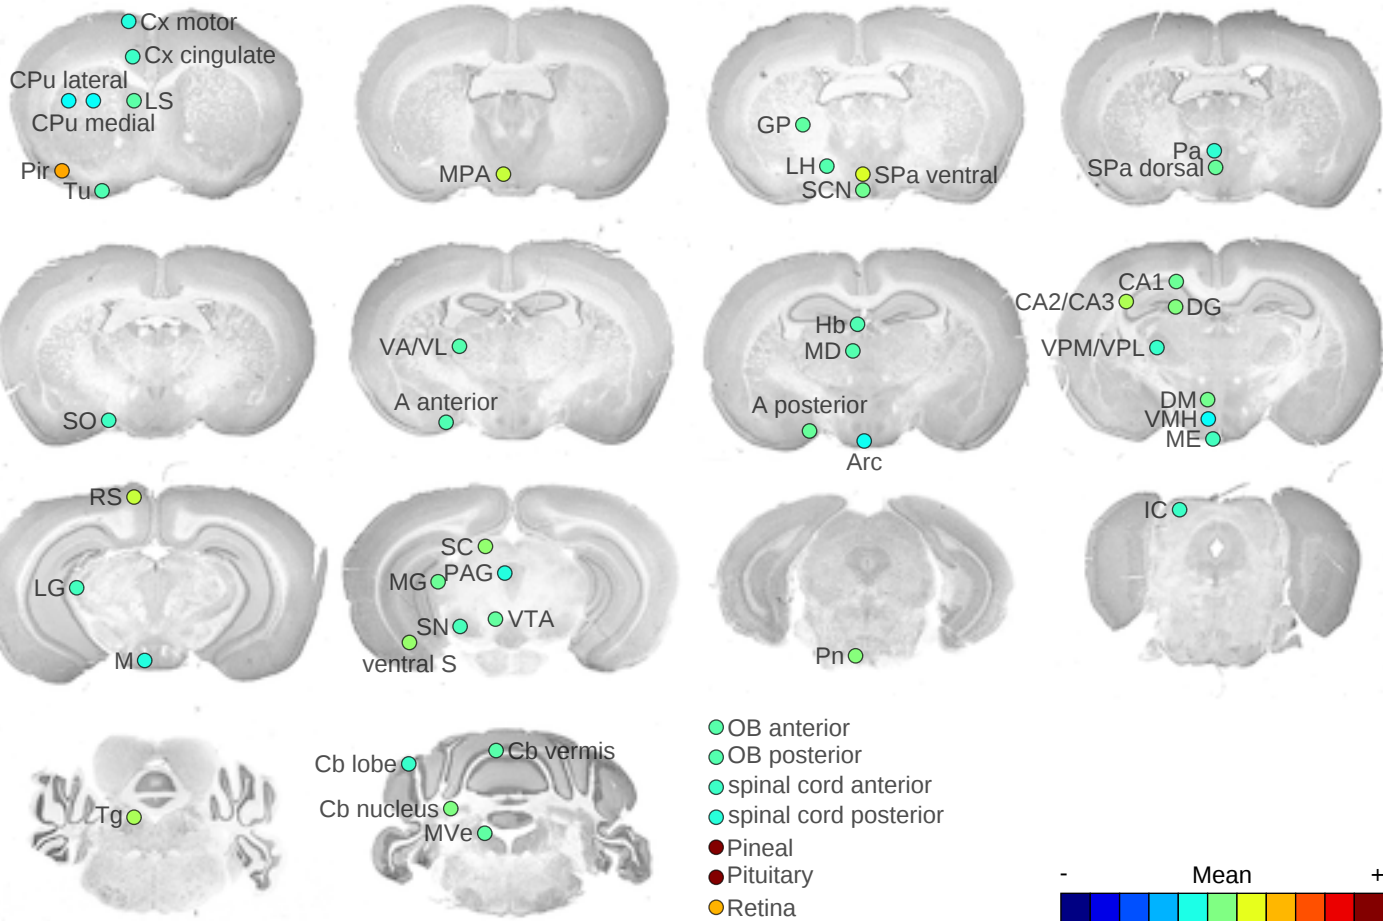 Cx motor
Cx cingulate
CPu lateral
LS
CPu medial
Pir
Tu
MPA
GP
LH
SPa ventral
SCN
Pa
SPa dorsal
SO
VA/VL
A anterior
Hb
MD
A posterior
Arc
CA1
CA2/CA3
DG
VPM/VPL
DM
VMH
ME
RS
LG
M
SC
MG
PAG
SN
VTA
ventral S
Pn
IC
Tg
Cb lobe
Cb vermis
Cb nucleus
MVe
OB anterior
OB posterior
spinal cord anterior
spinal cord posterior
Pineal
Pituitary
Retina
- Mean +